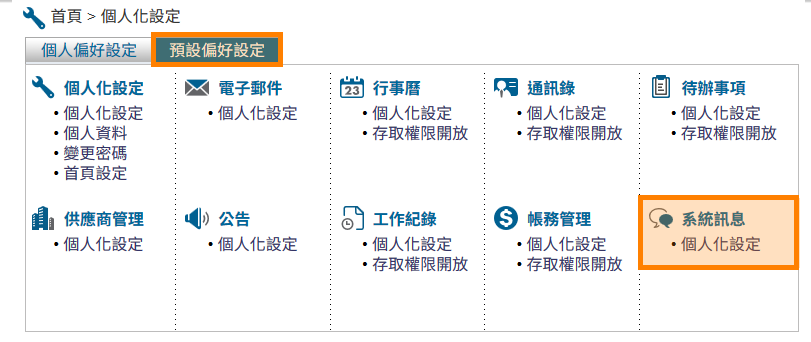 首頁 > 個人化設定
個人偏好設定
預設偏好設定
個人化設定
• 個人化設定
• 個人資料
• 變更密碼
• 首頁設定
電子郵件
• 個人化設定
行事曆
23
• 個人化設定
• 存取權限開放
通訊錄
• 個人化設定
• 存取權限開放
待辦事項
• 個人化設定
• 存取權限開放
供應商管理
• 個人化設定
公告
• 個人化設定
工作紀錄
• 個人化設定
• 存取權限開放
帳務管理
• 個人化設定
• 存取權限開放
系統訊息
• 個人化設定